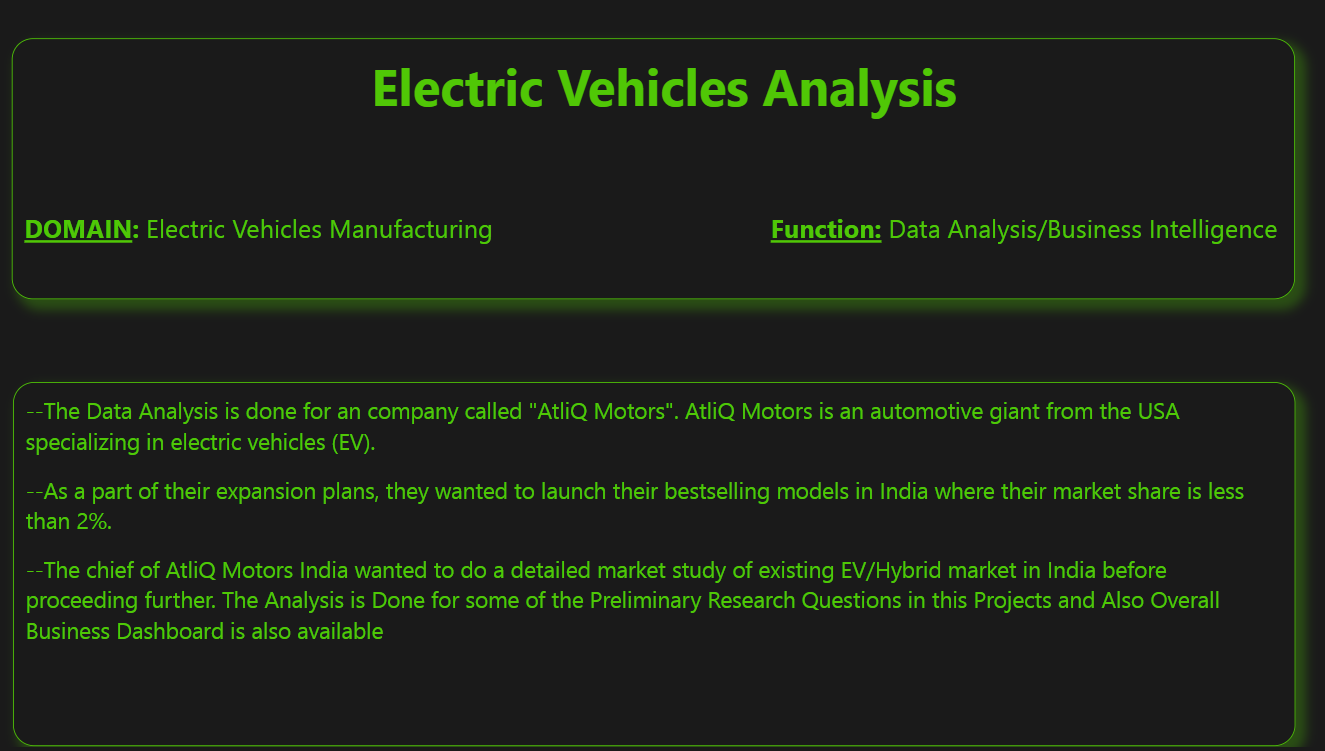 Electric Vehicles Analysis
DOMAIN: Electric Vehicles Manufacturing
Function: Data Analysis/Business Intelligence
--The Data Analysis is done for an company called "AtliQ Motors". AtliQ Motors is an automotive giant from the USA
specializing in electric vehicles (EV).
--As a part of their expansion plans, they wanted to launch their bestselling models in India where their market share is less
than 2%.
--The chief of AtliQ Motors India wanted to do a detailed market study of existing EV/Hybrid market in India before
proceeding further. The Analysis is Done for some of the Preliminary Research Questions in this Projects and Also Overall
Business Dashboard is also available